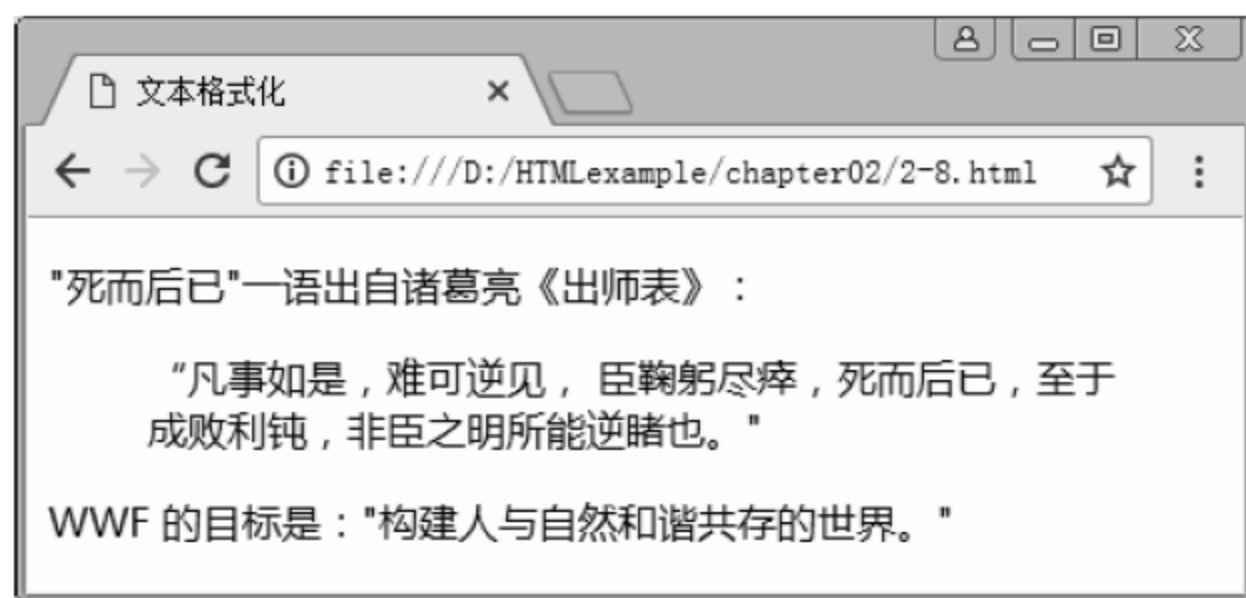 文本格式化
file:///D:/HTMLexample/chapter02/2-8.html
"死而后已"一语出自诸葛亮《出师表》：
“凡事如是，难可逆见， 臣鞠躬尽瘁，死而后已，至于
成败利钝，非臣之明所能逆睹也。"
WWF 的目标是："构建人与自然和谐共存的世界。"